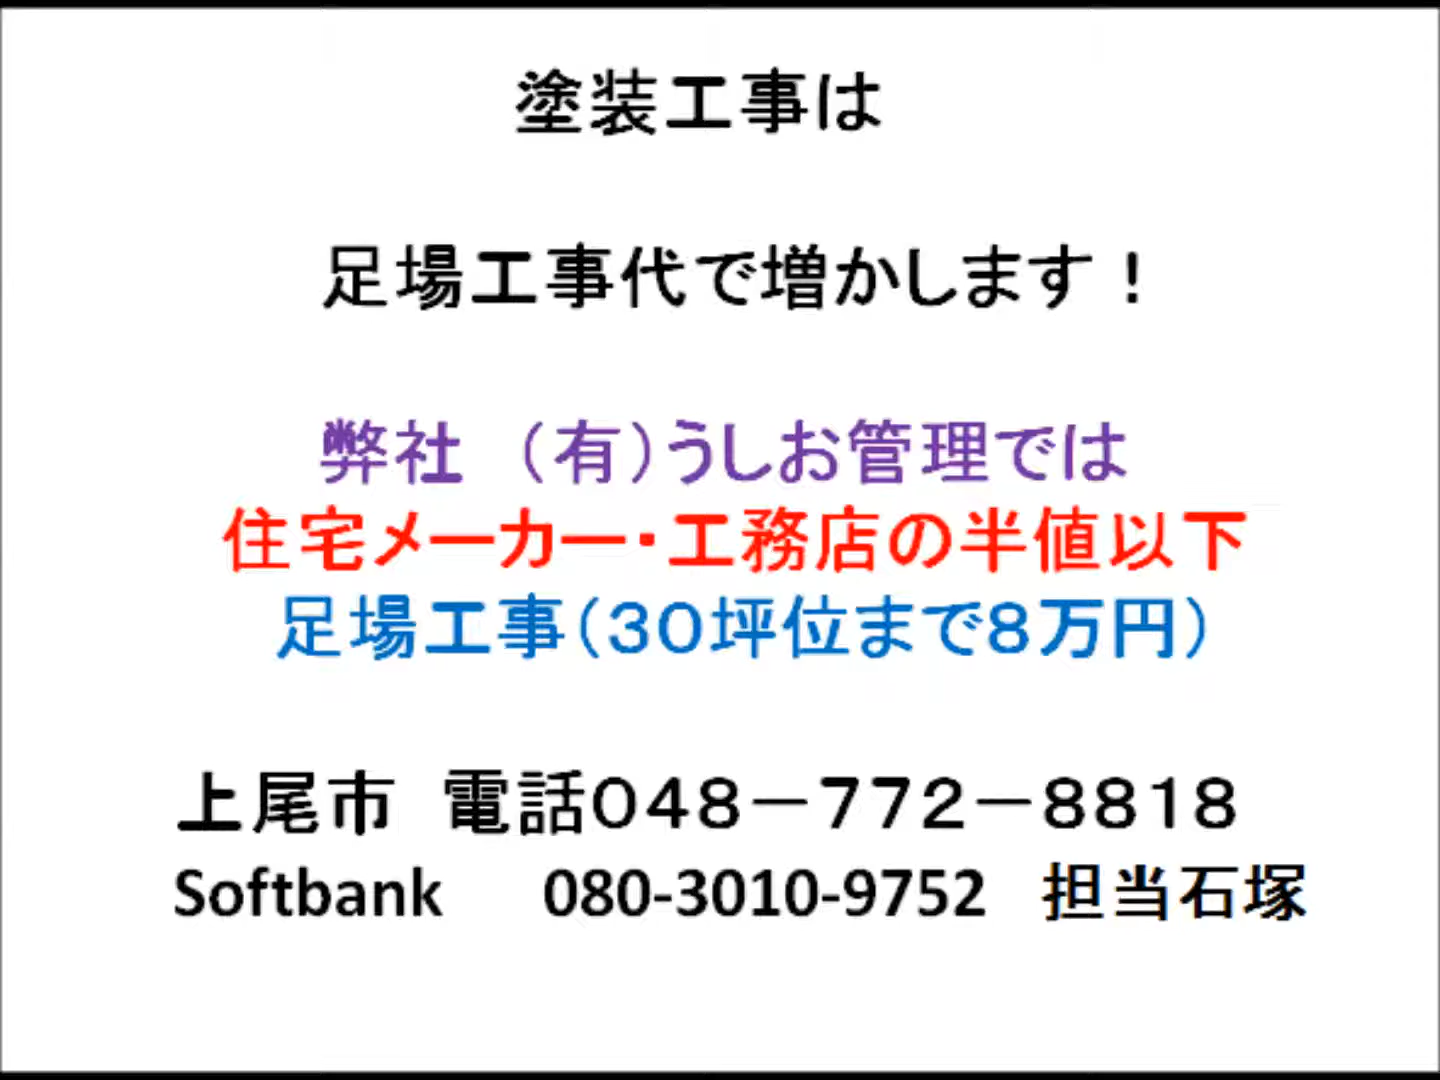 塗装工事は
足場工事代で増かします！
弊社　（有）うしお管理では
住宅メーカー・工務店の半値以下
足場工事（３０坪位まで８万円）
上尾市　電話０４８－７７２－８８１８
Softbank　080-3010-9752　担当石塚